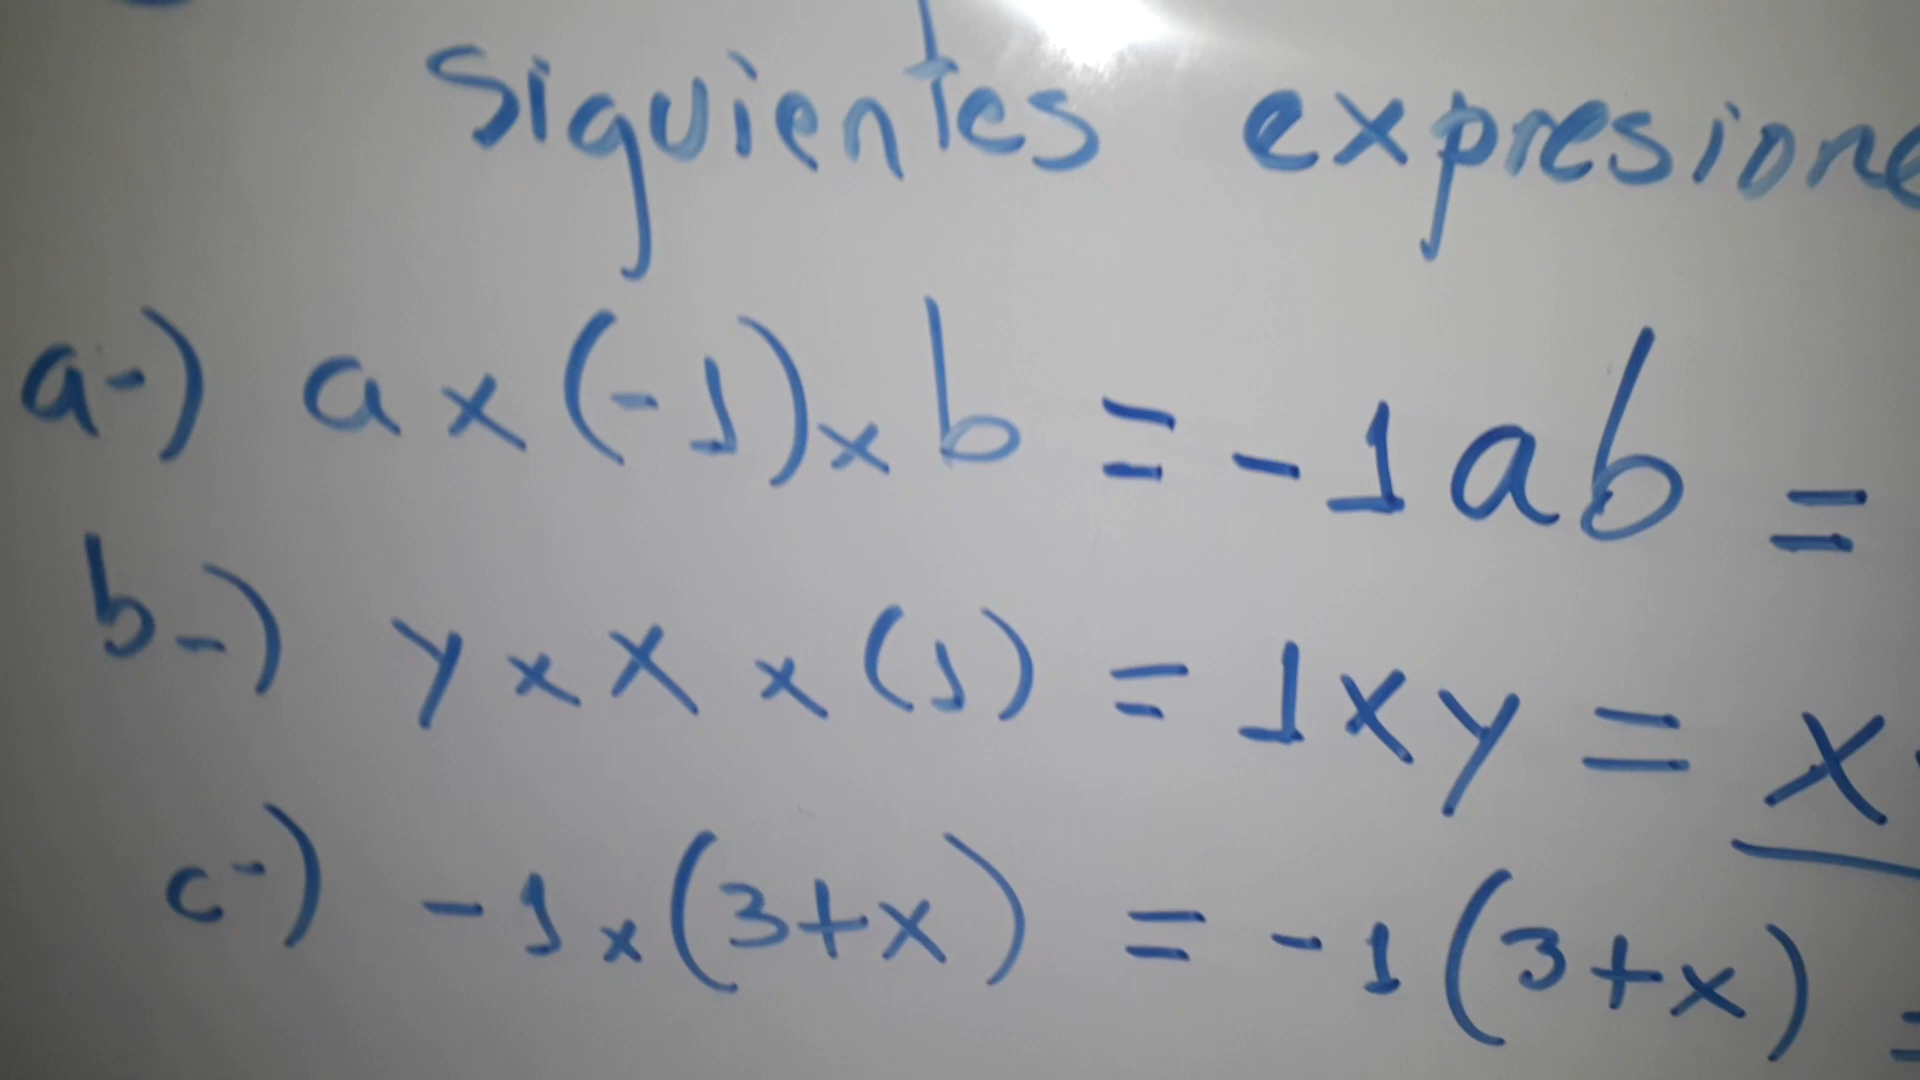 siguientes expresione
a-) a x (-1) x b = -1ab =
b-) y x x x (1) = 1xy = x
c-) -1 x (3+x) = -1(3+x) =